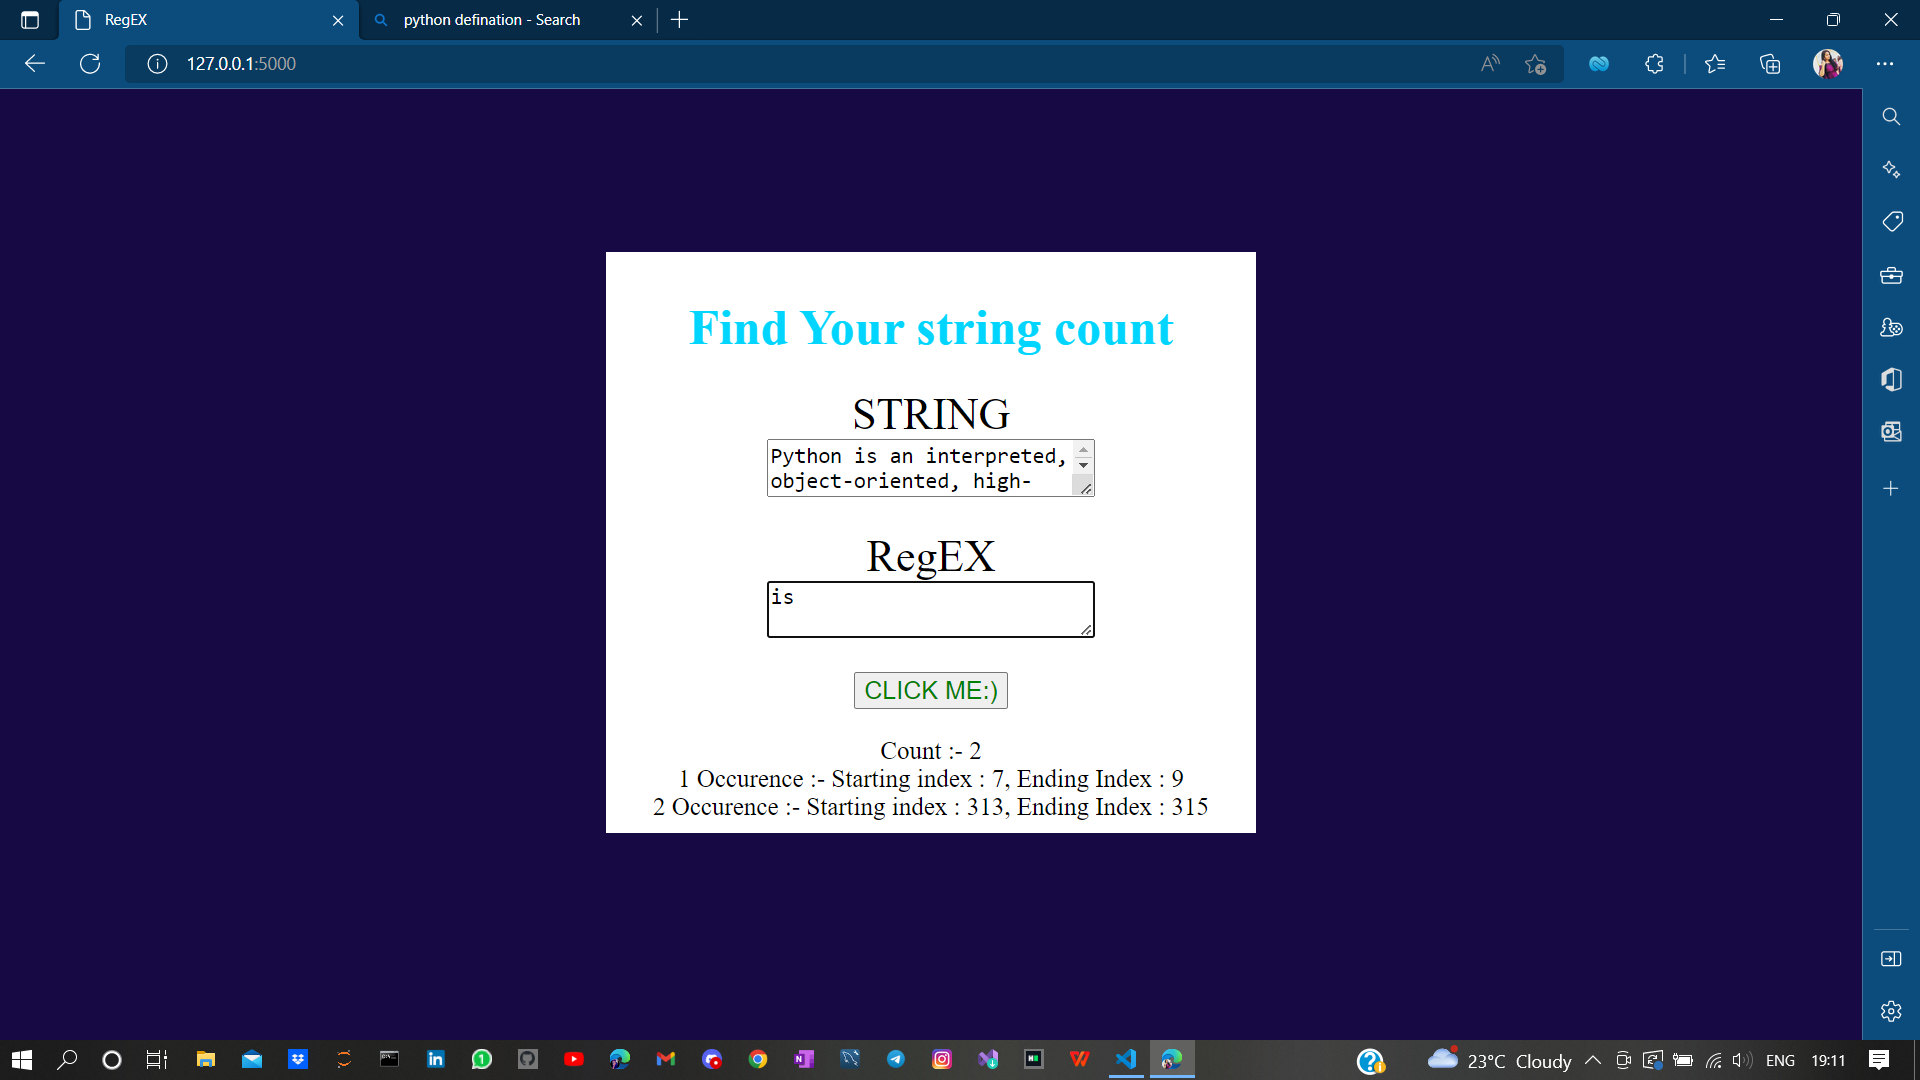 RegEX
python defination - Search
127.0.0.1:5000
Find Your string count
STRING
Python is an interpreted,
object-oriented, high-
RegEX
is
CLICK ME:)
Count :- 2
1 Occurence :- Starting index : 7, Ending Index : 9
2 Occurence :- Starting index : 313, Ending Index : 315
23°C Cloudy
ENG
19:11